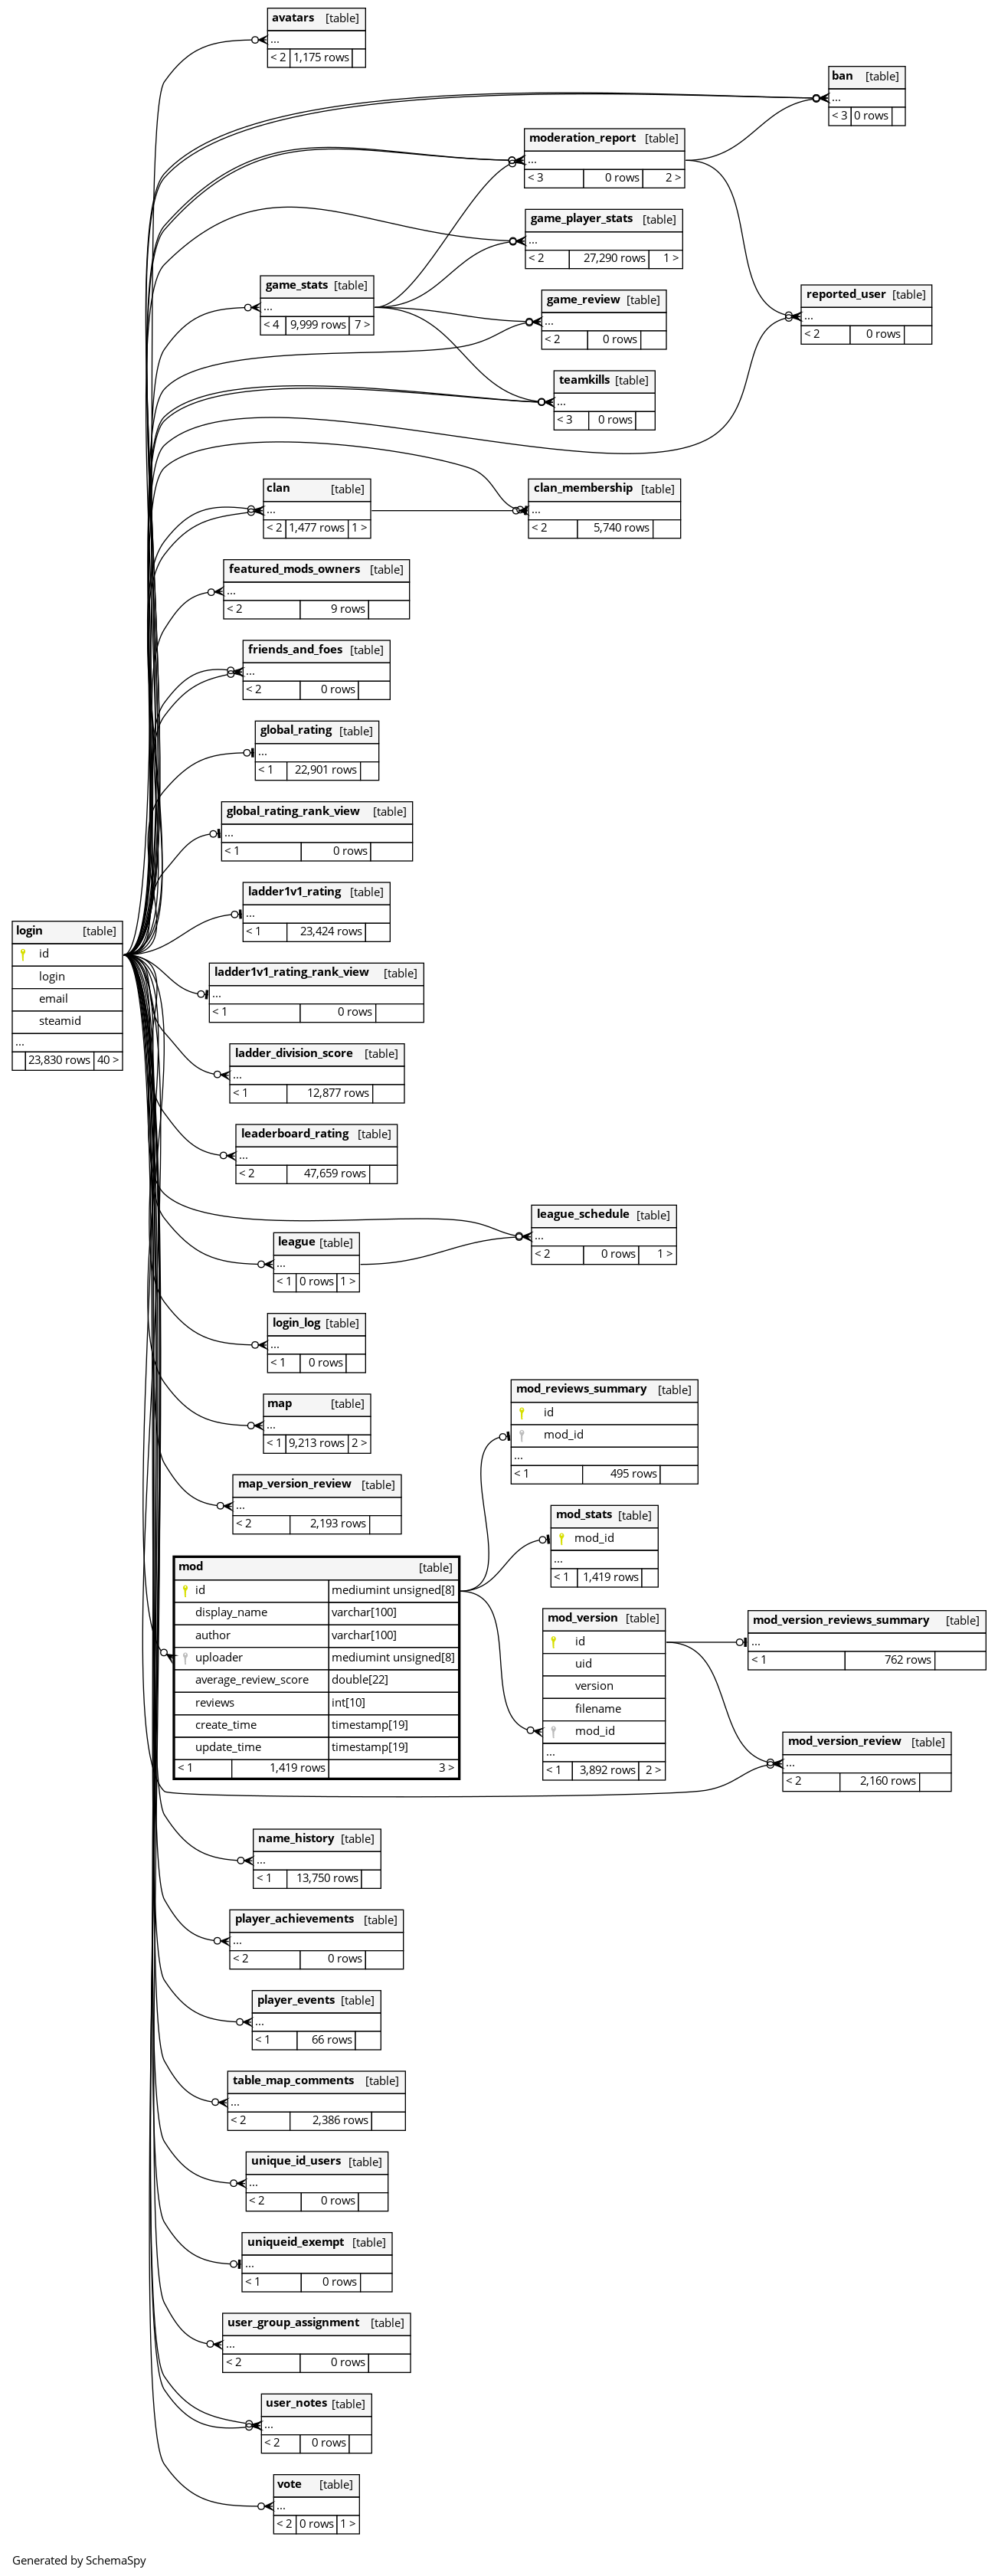 avatars [table]
...
< 2 1,175 rows
ban [table]
...
< 3 0 rows
moderation_report [table]
...
< 3 0 rows 2 >
game_player_stats [table]
...
< 2 27,290 rows 1 >
game_stats [table]
...
< 4 9,999 rows 7 >
game_review [table]
...
< 2 0 rows
reported_user [table]
...
< 2 0 rows
teamkills [table]
...
< 3 0 rows
clan [table]
...
< 2 1,477 rows 1 >
clan_membership [table]
...
< 2 5,740 rows
featured_mods_owners [table]
...
< 2 9 rows
friends_and_foes [table]
...
< 2 0 rows
global_rating [table]
...
< 1 22,901 rows
global_rating_rank_view [table]
...
< 1 0 rows
ladder1v1_rating [table]
...
< 1 23,424 rows
login [table]
id
login
email
steamid
...
23,830 rows 40 >
ladder1v1_rating_rank_view [table]
...
< 1 0 rows
ladder_division_score [table]
...
< 1 12,877 rows
leaderboard_rating [table]
...
< 2 47,659 rows
league_schedule [table]
...
< 2 0 rows 1 >
league [table]
...
< 1 0 rows 1 >
login_log [table]
...
< 1 0 rows
map [table]
...
< 1 9,213 rows 2 >
mod_reviews_summary [table]
id
mod_id
...
< 1 495 rows
map_version_review [table]
...
< 2 2,193 rows
mod_stats [table]
mod_id
...
< 1 1,419 rows
mod [table]
id mediumint unsigned[8]
display_name varchar[100]
author varchar[100]
uploader mediumint unsigned[8]
average_review_score double[22]
reviews int[10]
create_time timestamp[19]
update_time timestamp[19]
< 1 1,419 rows 3 >
mod_version [table]
id
uid
version
filename
mod_id
...
< 1 3,892 rows 2 >
mod_version_reviews_summary [table]
...
< 1 762 rows
mod_version_review [table]
...
< 2 2,160 rows
name_history [table]
...
< 1 13,750 rows
player_achievements [table]
...
< 2 0 rows
player_events [table]
...
< 1 66 rows
table_map_comments [table]
...
< 2 2,386 rows
unique_id_users [table]
...
< 2 0 rows
uniqueid_exempt [table]
...
< 1 0 rows
user_group_assignment [table]
...
< 2 0 rows
user_notes [table]
...
< 2 0 rows
vote [table]
...
< 2 0 rows 1 >
Generated by SchemaSpy